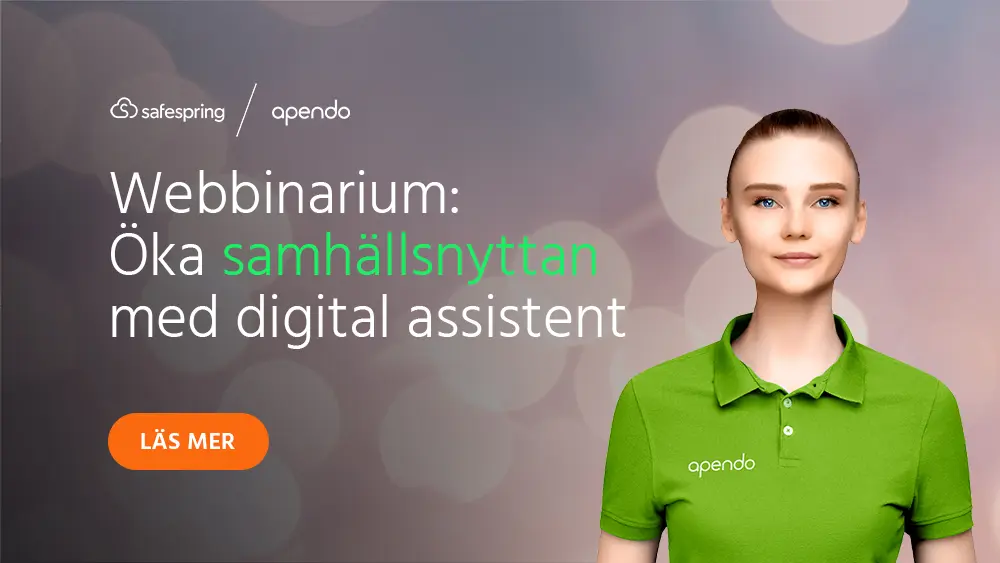 safespring / apendo
Webbinarium:
Öka samhällsnyttan
med digital assistent
LÄS MER
apendo